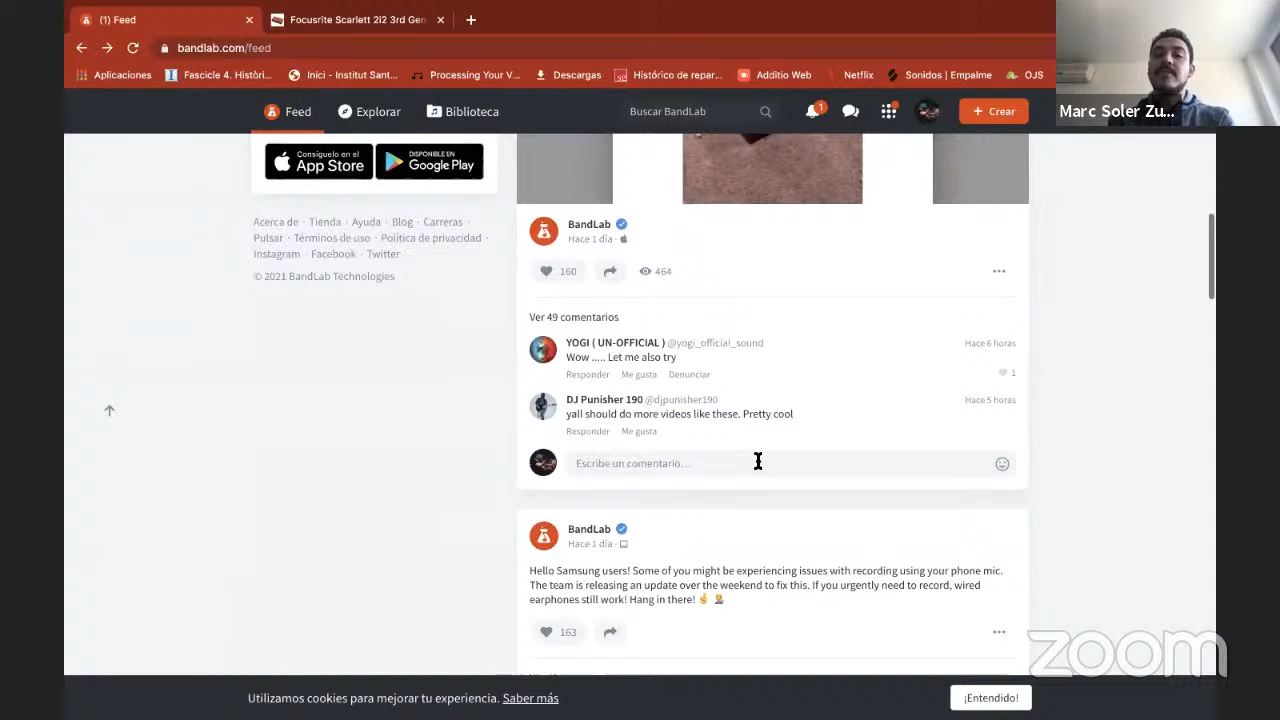 (1) Feed
Focusrite Scarlett 2i2 3rd Gen
bandlab.com/feed
Aplicaciones
Fascicle 4. Històri...
Inici - Institut Sant...
Processing Your V...
Descargas
Histórico de repar...
Additio Web
Netflix
Sonidos | Empalme
OJS
Marc Soler Zu...
Feed
Explorar
Biblioteca
Buscar BandLab
1
+ Crear
Consíguelo en el
App Store
DISPONIBLE EN
Google Play
Acerca de · Tienda · Ayuda · Blog · Carreras ·
Pulsar · Términos de uso · Política de privacidad ·
Instagram · Facebook · Twitter
© 2021 BandLab Technologies
BandLab
Hace 1 día ·
160
464
Ver 49 comentarios
YOGI ( UN-OFFICIAL ) @yogi_official_sound
Hace 6 horas
Wow ..... Let me also try
Responder Me gusta Denunciar
1
DJ Punisher 190 @djpunisher190
Hace 5 horas
yall should do more videos like these. Pretty cool
Responder Me gusta
Escribe un comentario...
BandLab
Hace 1 día ·
Hello Samsung users! Some of you might be experiencing issues with recording using your phone mic.
The team is releasing an update over the weekend to fix this. If you urgently need to record, wired
earphones still work! Hang in there!
163
zoom
Utilizamos cookies para mejorar tu experiencia. Saber más
¡Entendido!